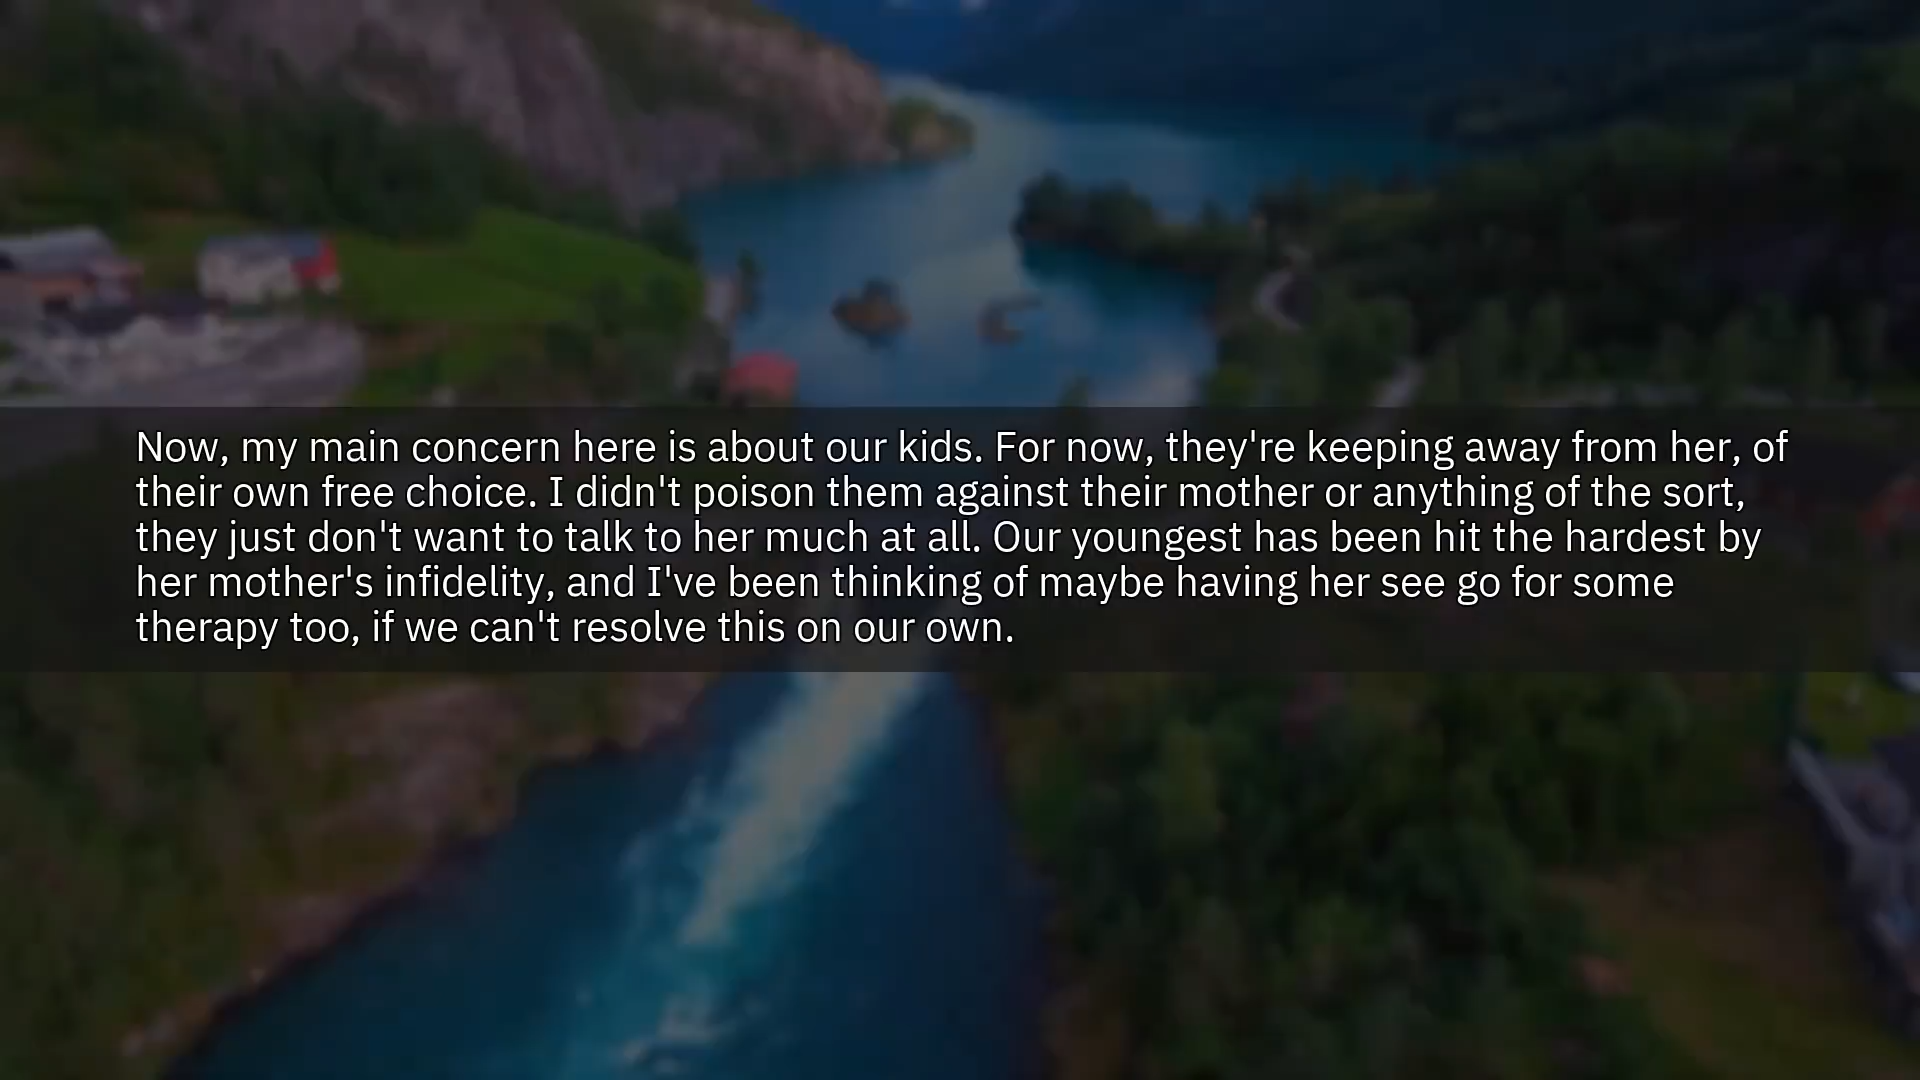 Now, my main concern here is about our kids. For now, they're keeping away from her, of
their own free choice. I didn't poison them against their mother or anything of the sort,
they just don't want to talk to her much at all. Our youngest has been hit the hardest by
her mother's infidelity, and I've been thinking of maybe having her see go for some
therapy too, if we can't resolve this on our own.